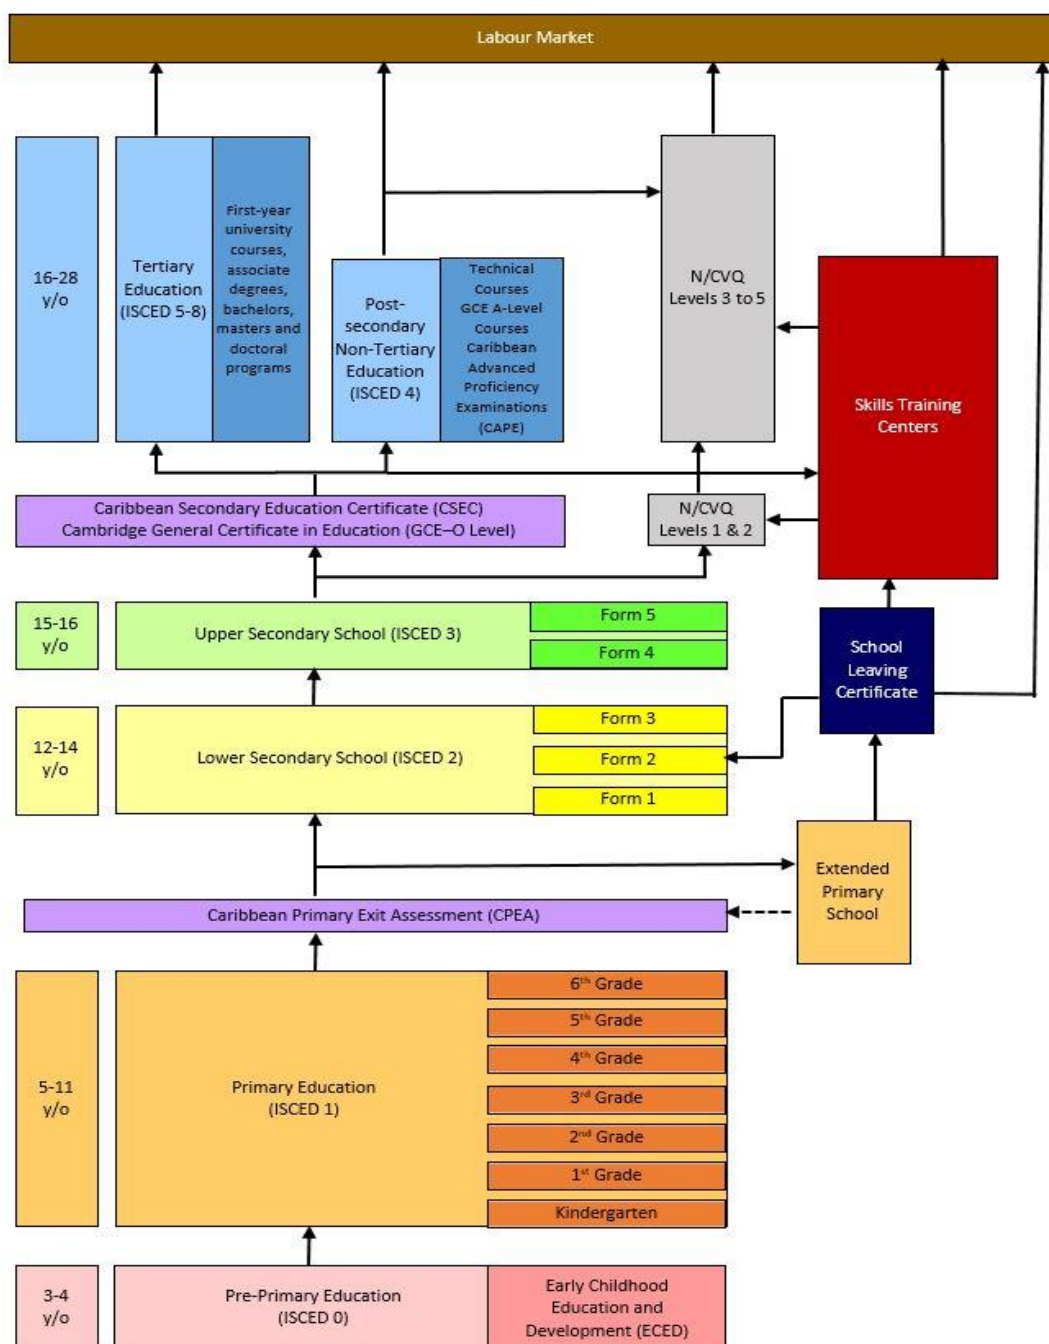 Labour Market
16-28
y/o
Tertiary
Education
(ISCED 5-8)
First-year
university
courses,
associate
degrees,
bachelors,
masters and
doctoral
programs
Post-
secondary
Non-Tertiary
Education
(ISCED 4)
Technical
Courses
GCE A-Level
Courses
Caribbean
Advanced
Proficiency
Examinations
(CAPE)
N/CVQ
Levels 3 to 5
Skills Training
Centers
Caribbean Secondary Education Certificate (CSEC)
Cambridge General Certificate in Education (GCE–O Level)
N/CVQ
Levels 1 & 2
15-16
y/o
Upper Secondary School (ISCED 3)
Form 5
Form 4
School
Leaving
Certificate
12-14
y/o
Lower Secondary School (ISCED 2)
Form 3
Form 2
Form 1
Extended
Primary
School
Caribbean Primary Exit Assessment (CPEA)
5-11
y/o
Primary Education
(ISCED 1)
6th Grade
5th Grade
4th Grade
3rd Grade
2nd Grade
1st Grade
Kindergarten
3-4
y/o
Pre-Primary Education
(ISCED 0)
Early Childhood
Education and
Development (ECED)